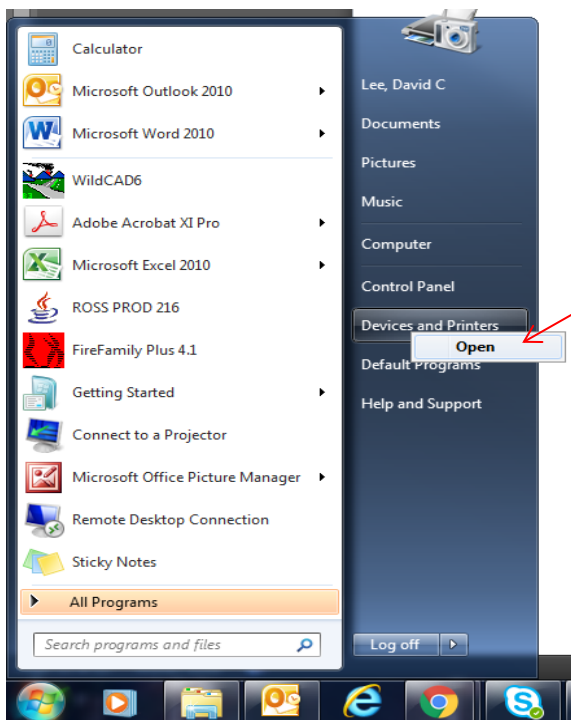 Calculator
Microsoft Outlook 2010
Microsoft Word 2010
WildCAD6
Adobe Acrobat XI Pro
Microsoft Excel 2010
ROSS PROD 216
FireFamily Plus 4.1
Getting Started
Connect to a Projector
Microsoft Office Picture Manager
Remote Desktop Connection
Sticky Notes
All Programs
Search programs and files
Lee, David C
Documents
Pictures
Music
Computer
Control Panel
Devices and Printers
Open
Default Programs
Help and Support
Log off